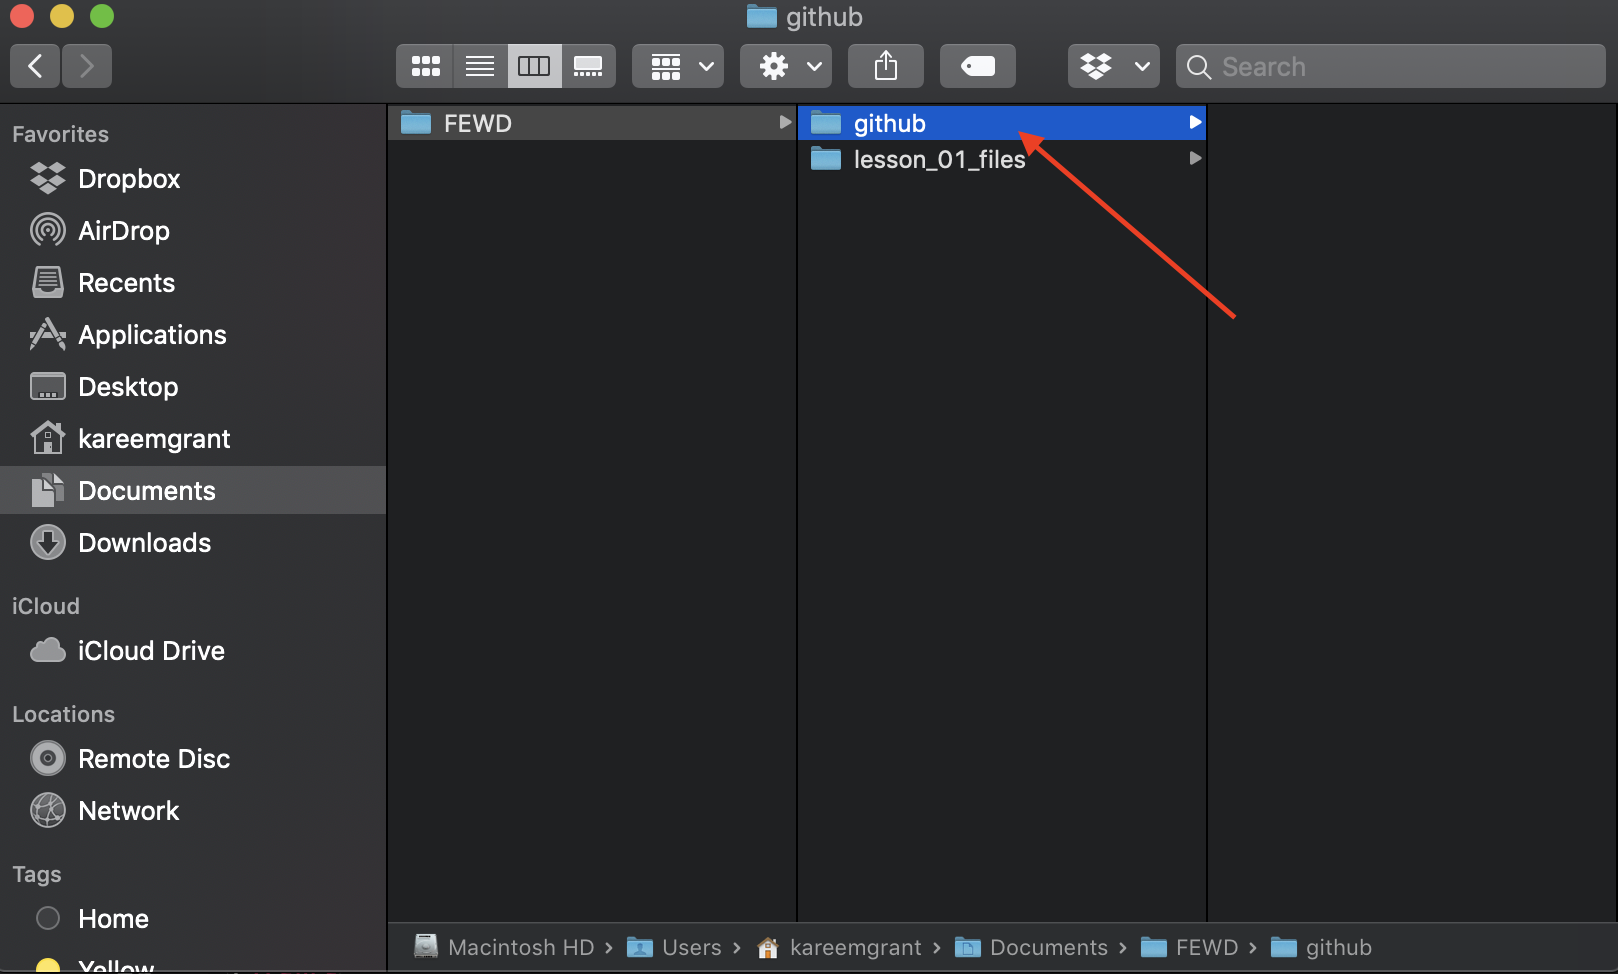 github
Search
Favorites
Dropbox
AirDrop
Recents
Applications
Desktop
kareemgrant
Documents
Downloads
iCloud
iCloud Drive
Locations
Remote Disc
Network
Tags
Home
Yellow
FEWD
github
lesson_01_files
Macintosh HD › Users › kareemgrant › Documents › FEWD › github